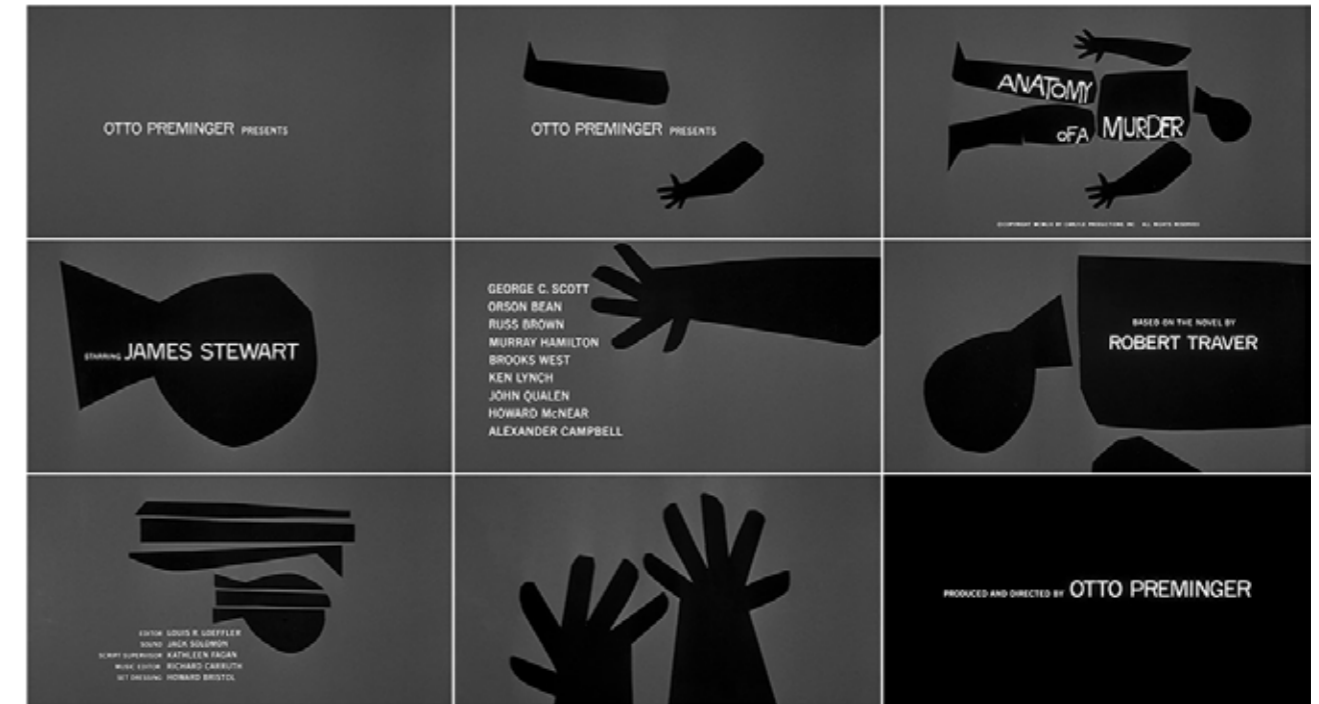 OTTO PREMINGER PRESENTS
OTTO PREMINGER PRESENTS
ANATOMY
OF A MURDER
ALL RIGHTS RESERVED
STARRING JAMES STEWART
GEORGE C. SCOTT
ORSON BEAN
RUSS BROWN
MURRAY HAMILTON
BROOKS WEST
KEN LYNCH
JOHN QUALEN
HOWARD McNEAR
ALEXANDER CAMPBELL
BASED ON THE NOVEL BY
ROBERT TRAVER
EDITOR LOUIS R. LOEFFLER
SOUND JACK SOLOMON
SCRIPT SUPERVISOR KATHLEEN FAGAN
MUSIC EDITOR RICHARD CARRUTH
SET DRESSING HOWARD BRISTOL
PRODUCED AND DIRECTED BY OTTO PREMINGER